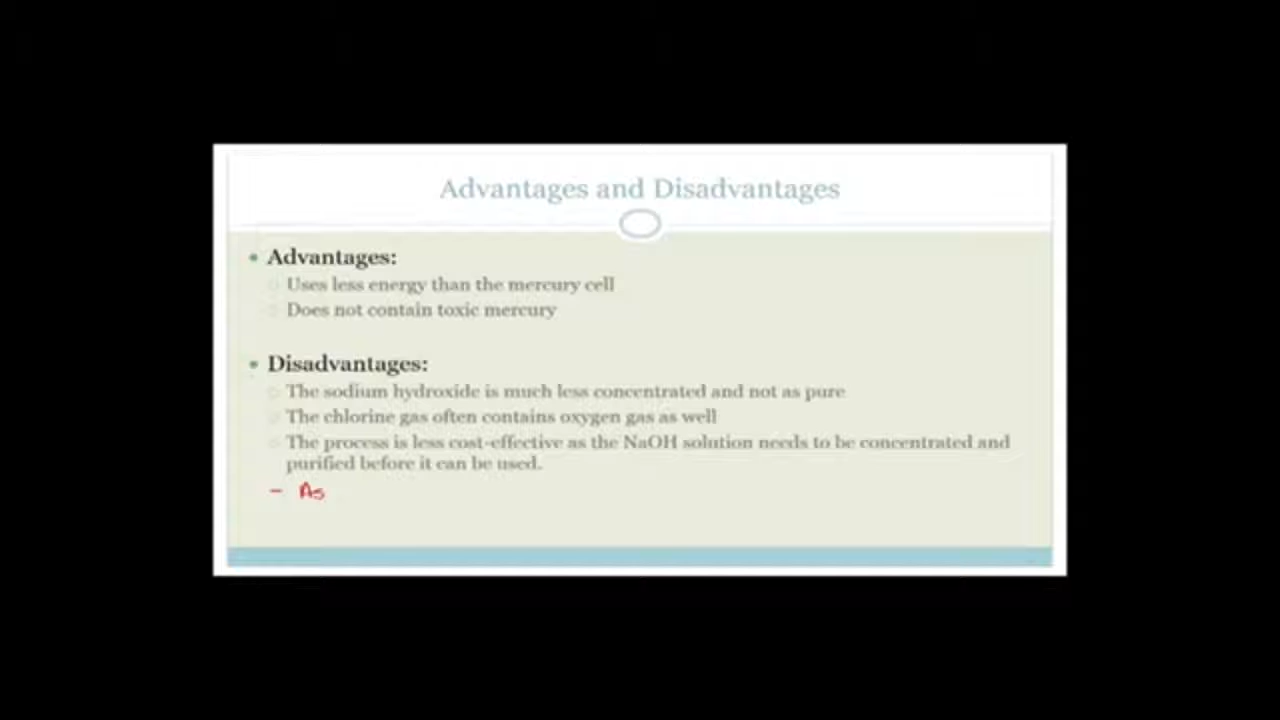 Advantages and Disadvantages
Advantages:
Uses less energy than the mercury cell
Does not contain toxic mercury
Disadvantages:
The sodium hydroxide is much less concentrated and not as pure
The chlorine gas often contains oxygen gas as well
The process is less cost-effective as the NaOH solution needs to be concentrated and
purified before it can be used.
- As